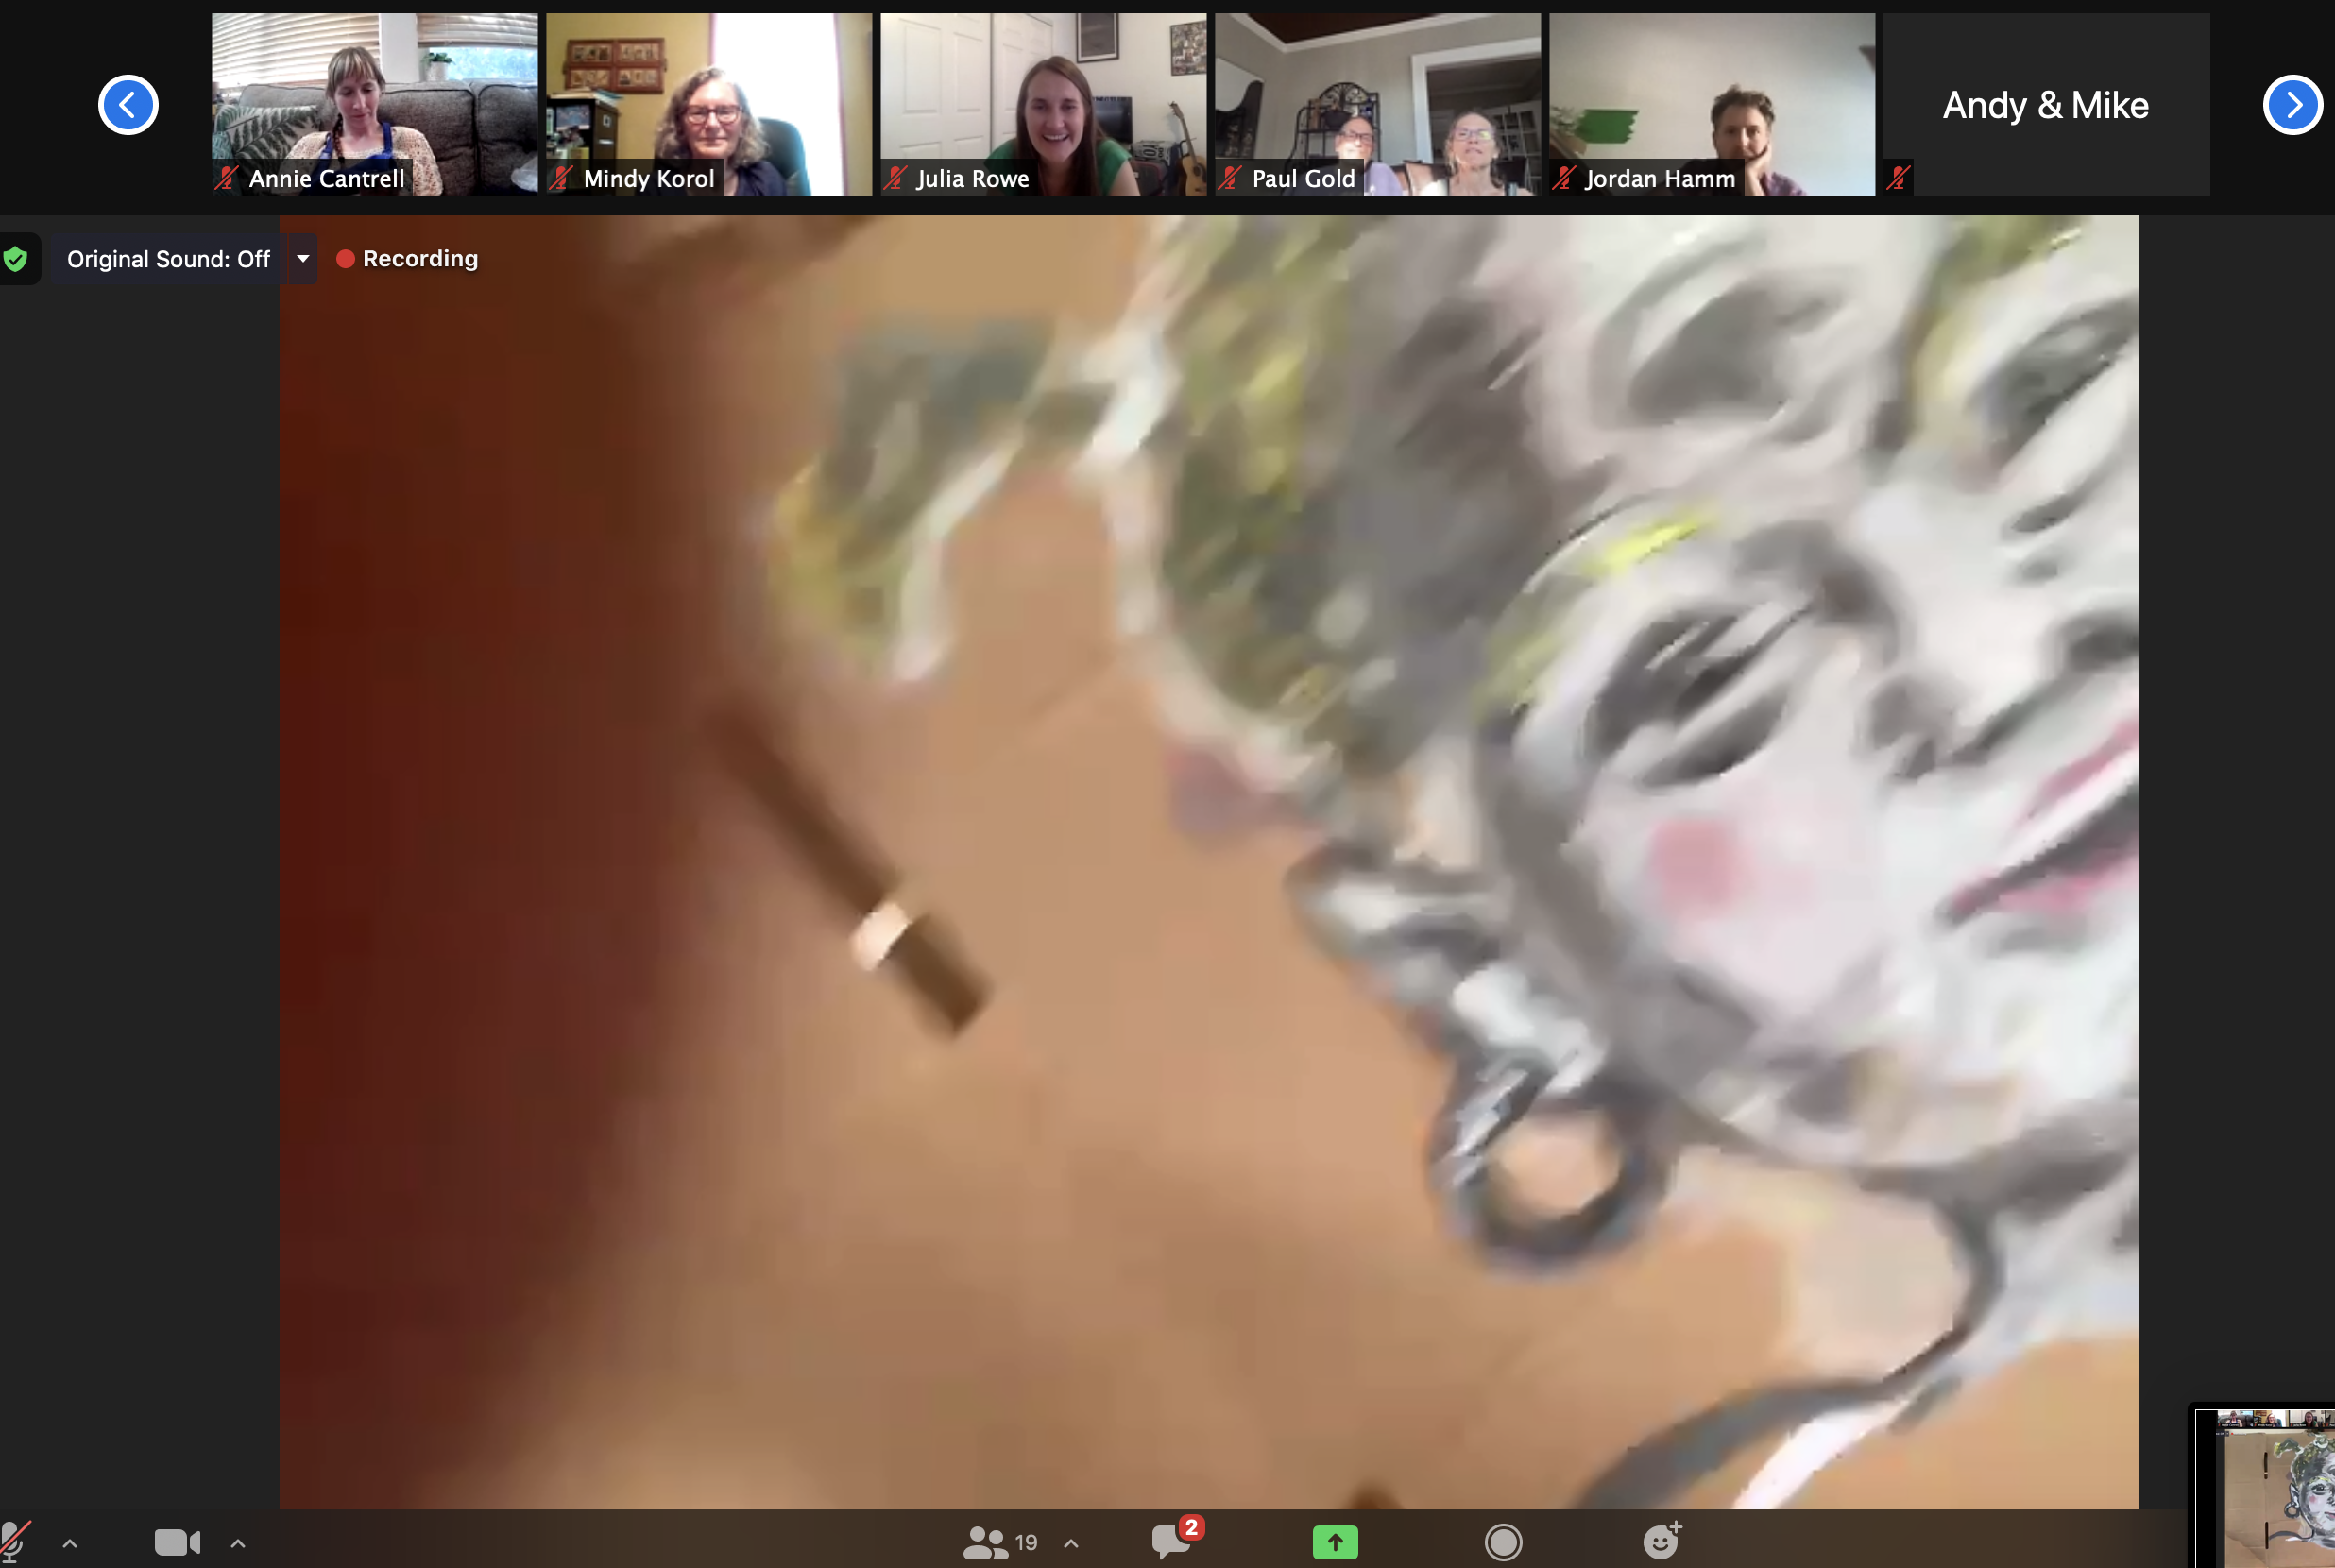 Annie Cantrell
Mindy Korol
Julia Rowe
Paul Gold
Jordan Hamm
Andy & Mike
Original Sound: Off
Recording
19
2